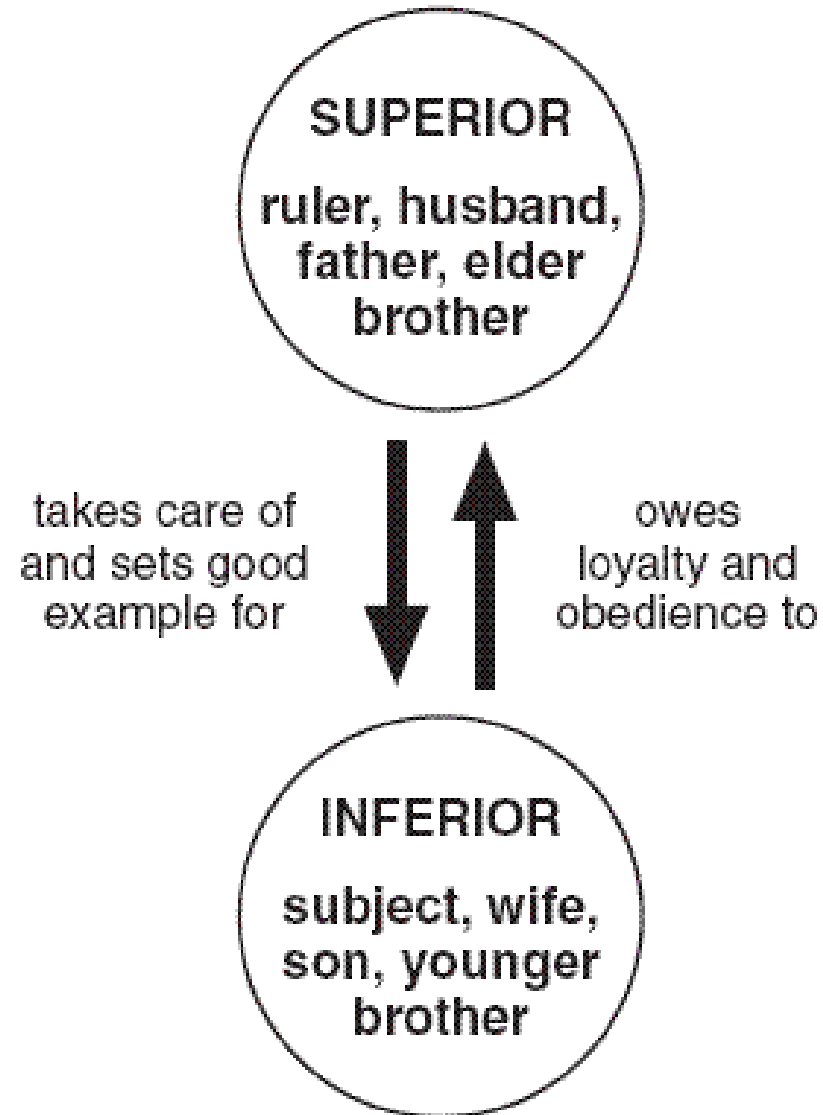 SUPERIOR
ruler, husband,
father, elder
brother
takes care of
and sets good
example for
owes
loyalty and
obedience to
INFERIOR
subject, wife,
son, younger
brother